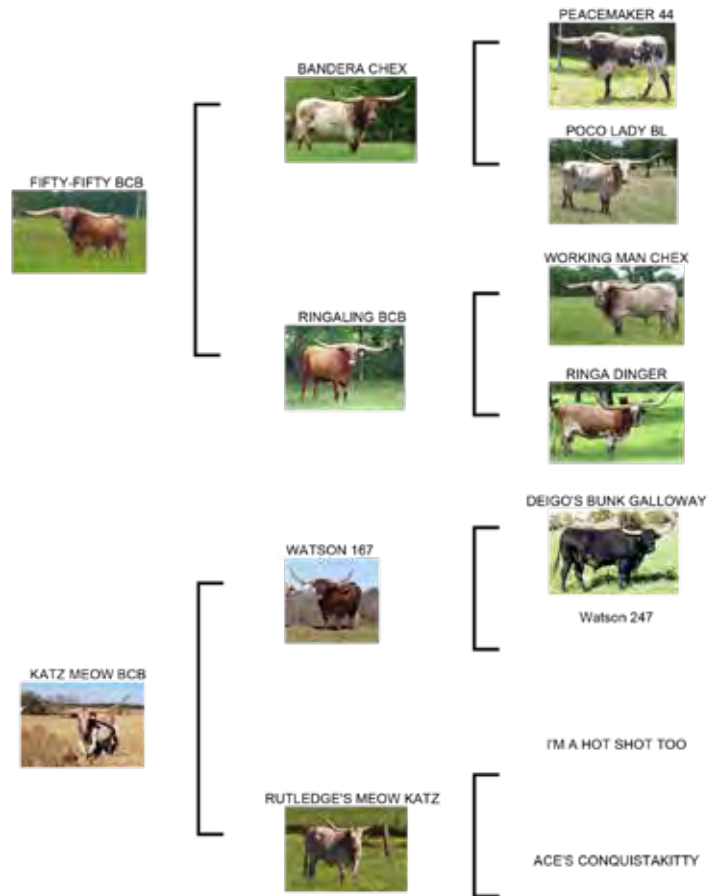 PEACEMAKER 44
BANDERA CHEX
POCO LADY BL
FIFTY-FIFTY BCB
WORKING MAN CHEX
RINGALING BCB
RINGA DINGER
DEIGO'S BUNK GALLOWAY
WATSON 167
Watson 247
KATZ MEOW BCB
I'M A HOT SHOT TOO
RUTLEDGE'S MEOW KATZ
ACE'S CONQUISTAKITTY